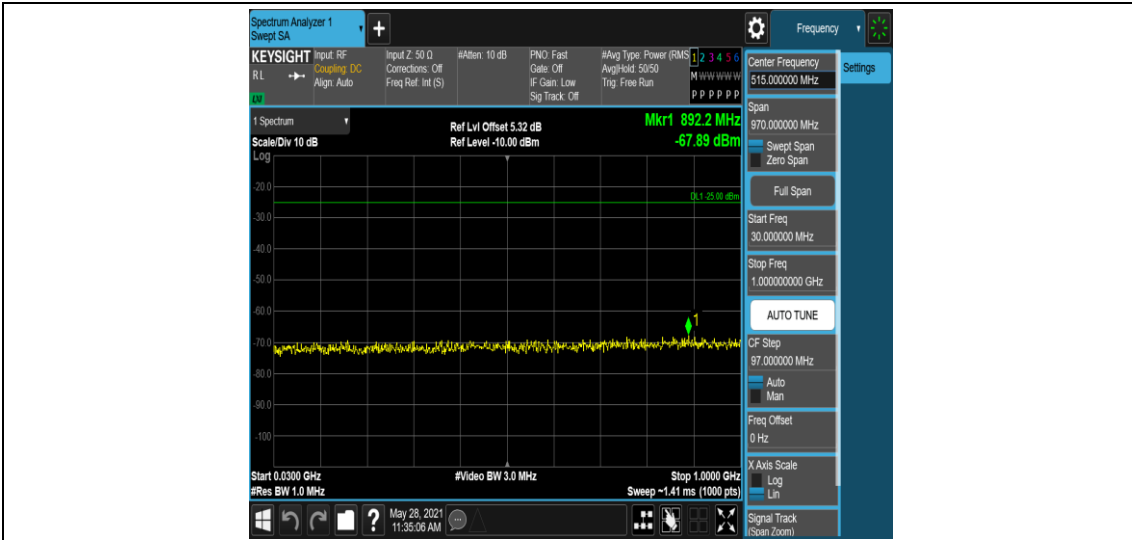 Spectrum Analyzer 1
Swept SA
Frequency
KEYSIGHT
RL
LXI
Input: RF
Coupling: DC
Align: Auto
Input Z: 50 Ω
Corrections: Off
Freq Ref: Int (S)
#Atten: 10 dB
PNO: Fast
Gate: Off
IF Gain: Low
Sig Track: Off
#Avg Type: Power (RMS
Avg|Hold: 50/50
Trig: Free Run
1 2 3 4 5 6
M W W W W W
P P P P P P
1 Spectrum
Scale/Div 10 dB
Log
Ref Lvl Offset 5.32 dB
Ref Level -10.00 dBm
Mkr1 892.2 MHz
-67.89 dBm
-20.0
DL1 -25.00 dBm
-30.0
-40.0
-50.0
-60.0
1
-70.0
-80.0
-90.0
-100
Start 0.0300 GHz
#Res BW 1.0 MHz
#Video BW 3.0 MHz
Stop 1.0000 GHz
Sweep ~1.41 ms (1000 pts)
?
May 28, 2021
11:35:06 AM
Center Frequency
515.000000 MHz
Settings
Span
970.000000 MHz
Swept Span
Zero Span
Full Span
Start Freq
30.000000 MHz
Stop Freq
1.000000000 GHz
AUTO TUNE
CF Step
97.000000 MHz
Auto
Man
Freq Offset
0 Hz
X Axis Scale
Log
Lin
Signal Track
(Span Zoom)